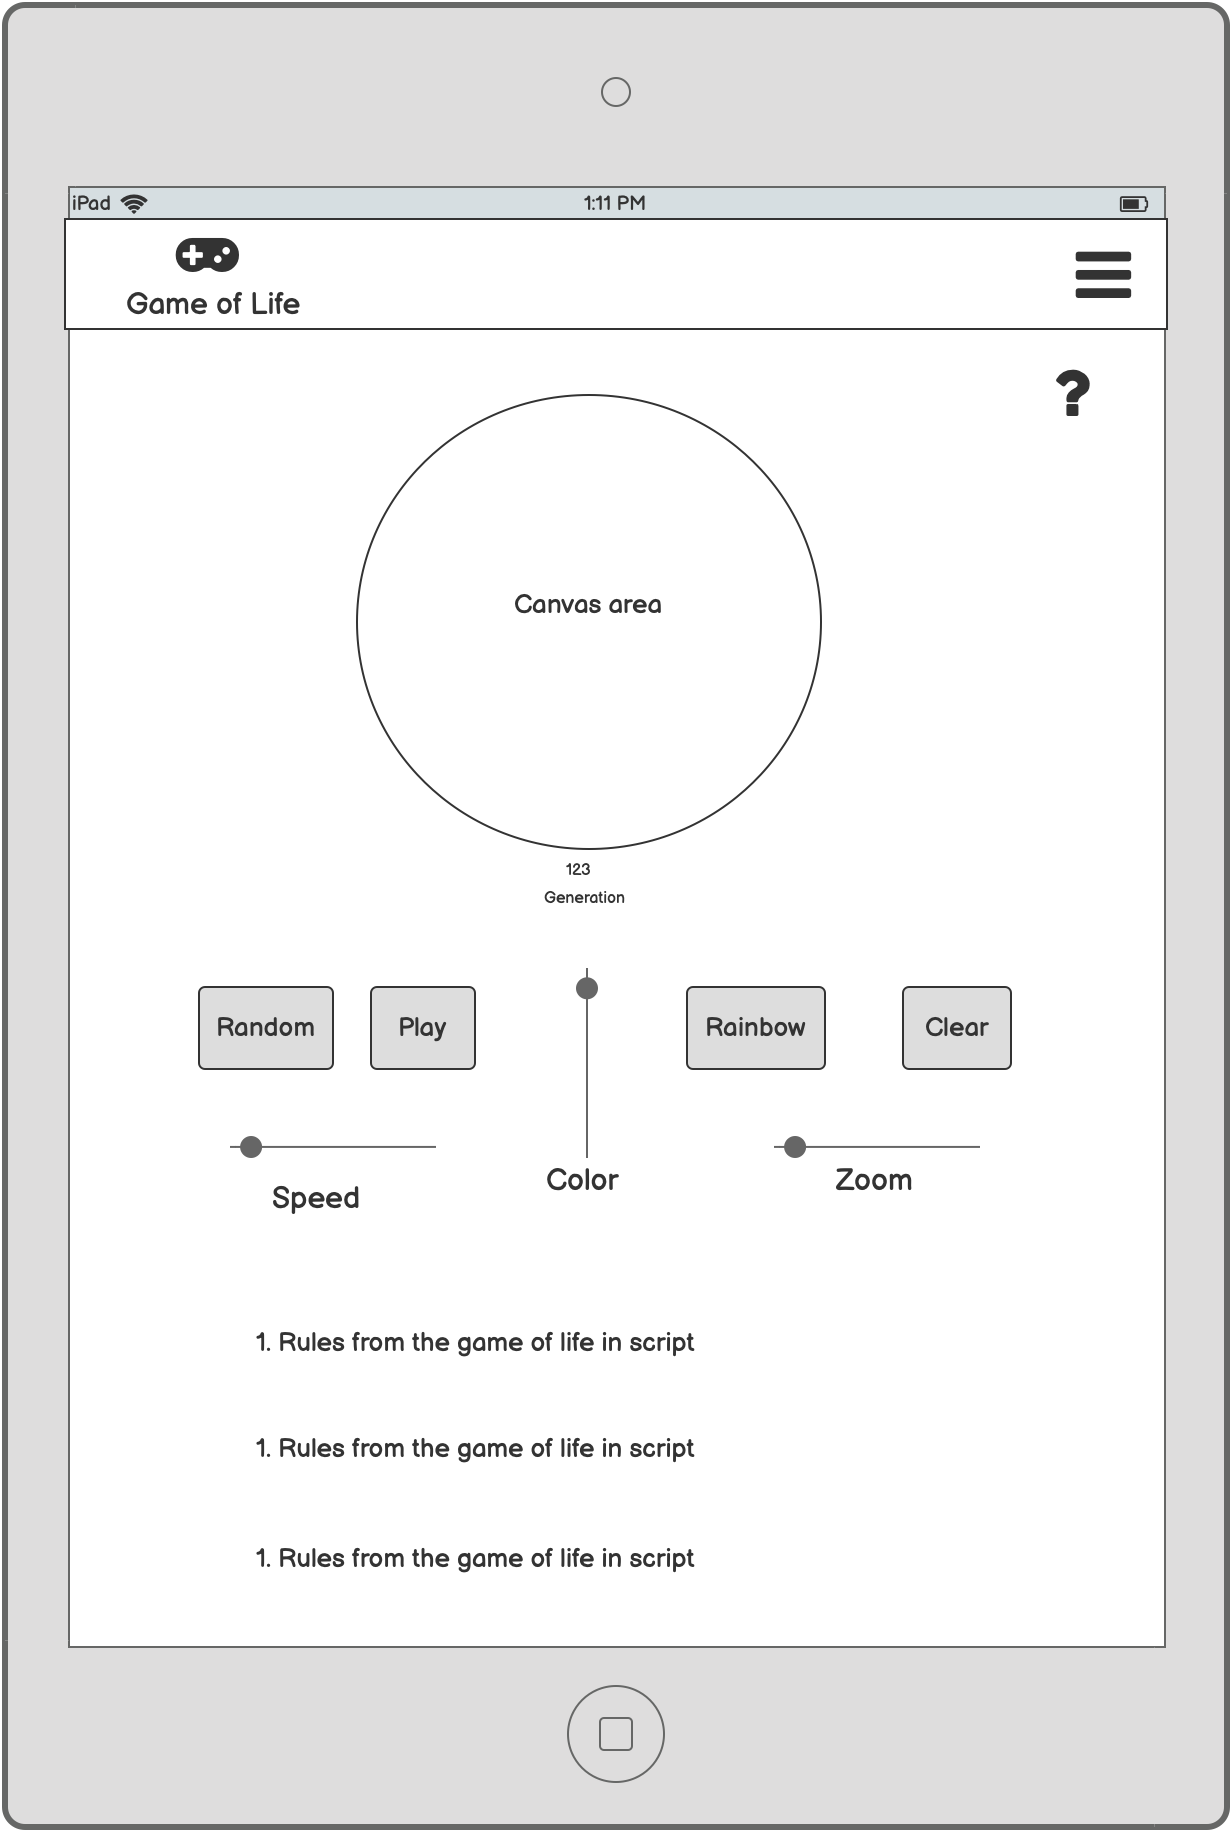 iPad 1:11 PM
Game of Life
?
Canvas area
123
Generation
Random Play Rainbow Clear
Speed Color Zoom
1. Rules from the game of life in script
1. Rules from the game of life in script
1. Rules from the game of life in script